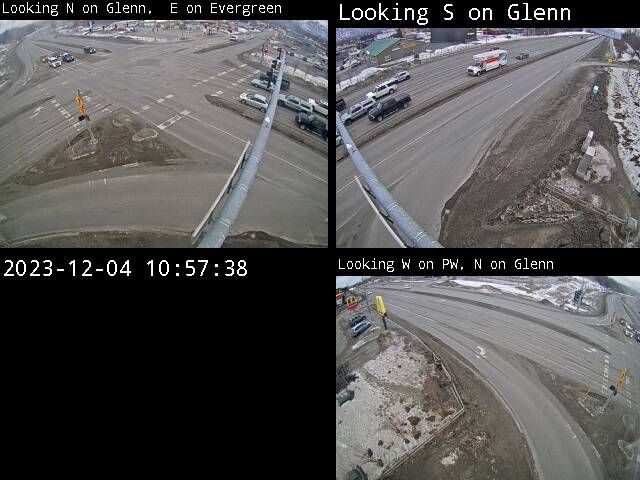 Looking N on Glenn,  E on Evergreen
Looking S on Glenn
2023-12-04 10:57:38
Looking W on PW, N on Glenn